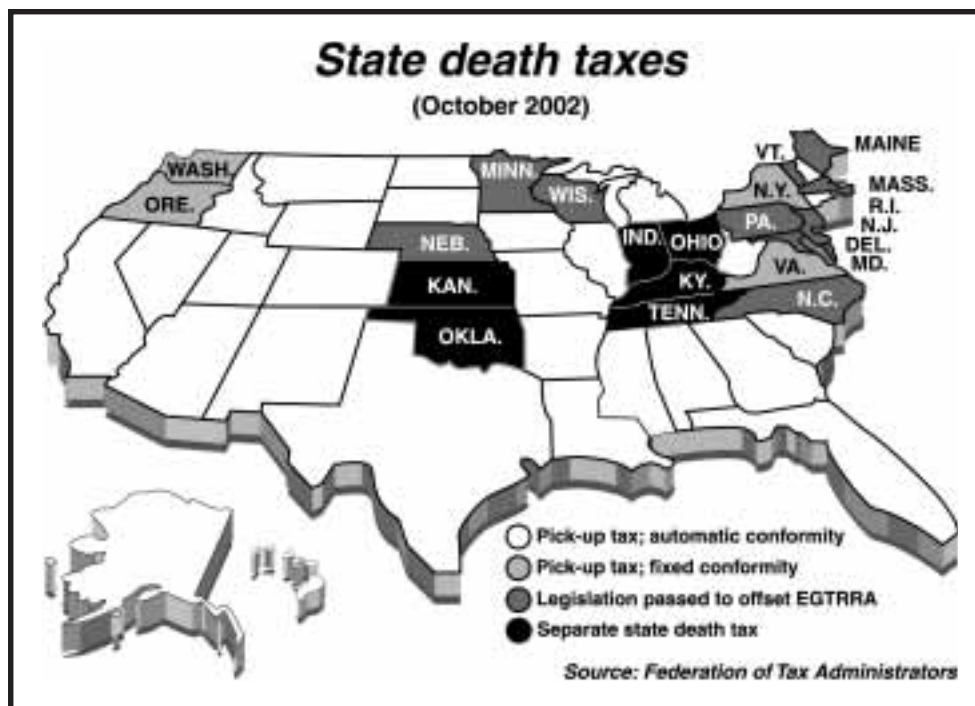 State death taxes
(October 2002)
WASH.
ORE.
MINN.
WIS.
NEB.
KAN.
OKLA.
IND.
OHIO
KY.
TENN.
VT.
N.Y.
PA.
VA.
N.C.
MAINE
MASS.
R.I.
N.J.
DEL.
MD.
Pick-up tax; automatic conformity
Pick-up tax; fixed conformity
Legislation passed to offset EGTRRA
Separate state death tax
Source: Federation of Tax Administrators